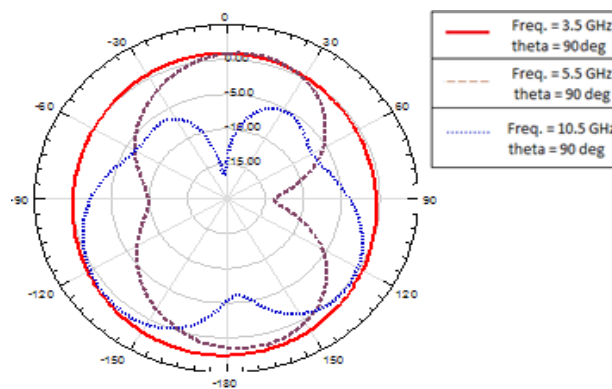 0
-30
30
-60
60
-90
90
-120
120
-150
150
-180
0.00
-5.00
15.00
Freq. = 3.5 GHz
theta = 90deg
Freq. = 5.5 GHz
theta = 90 deg
Freq. = 10.5 GHz
theta = 90 deg